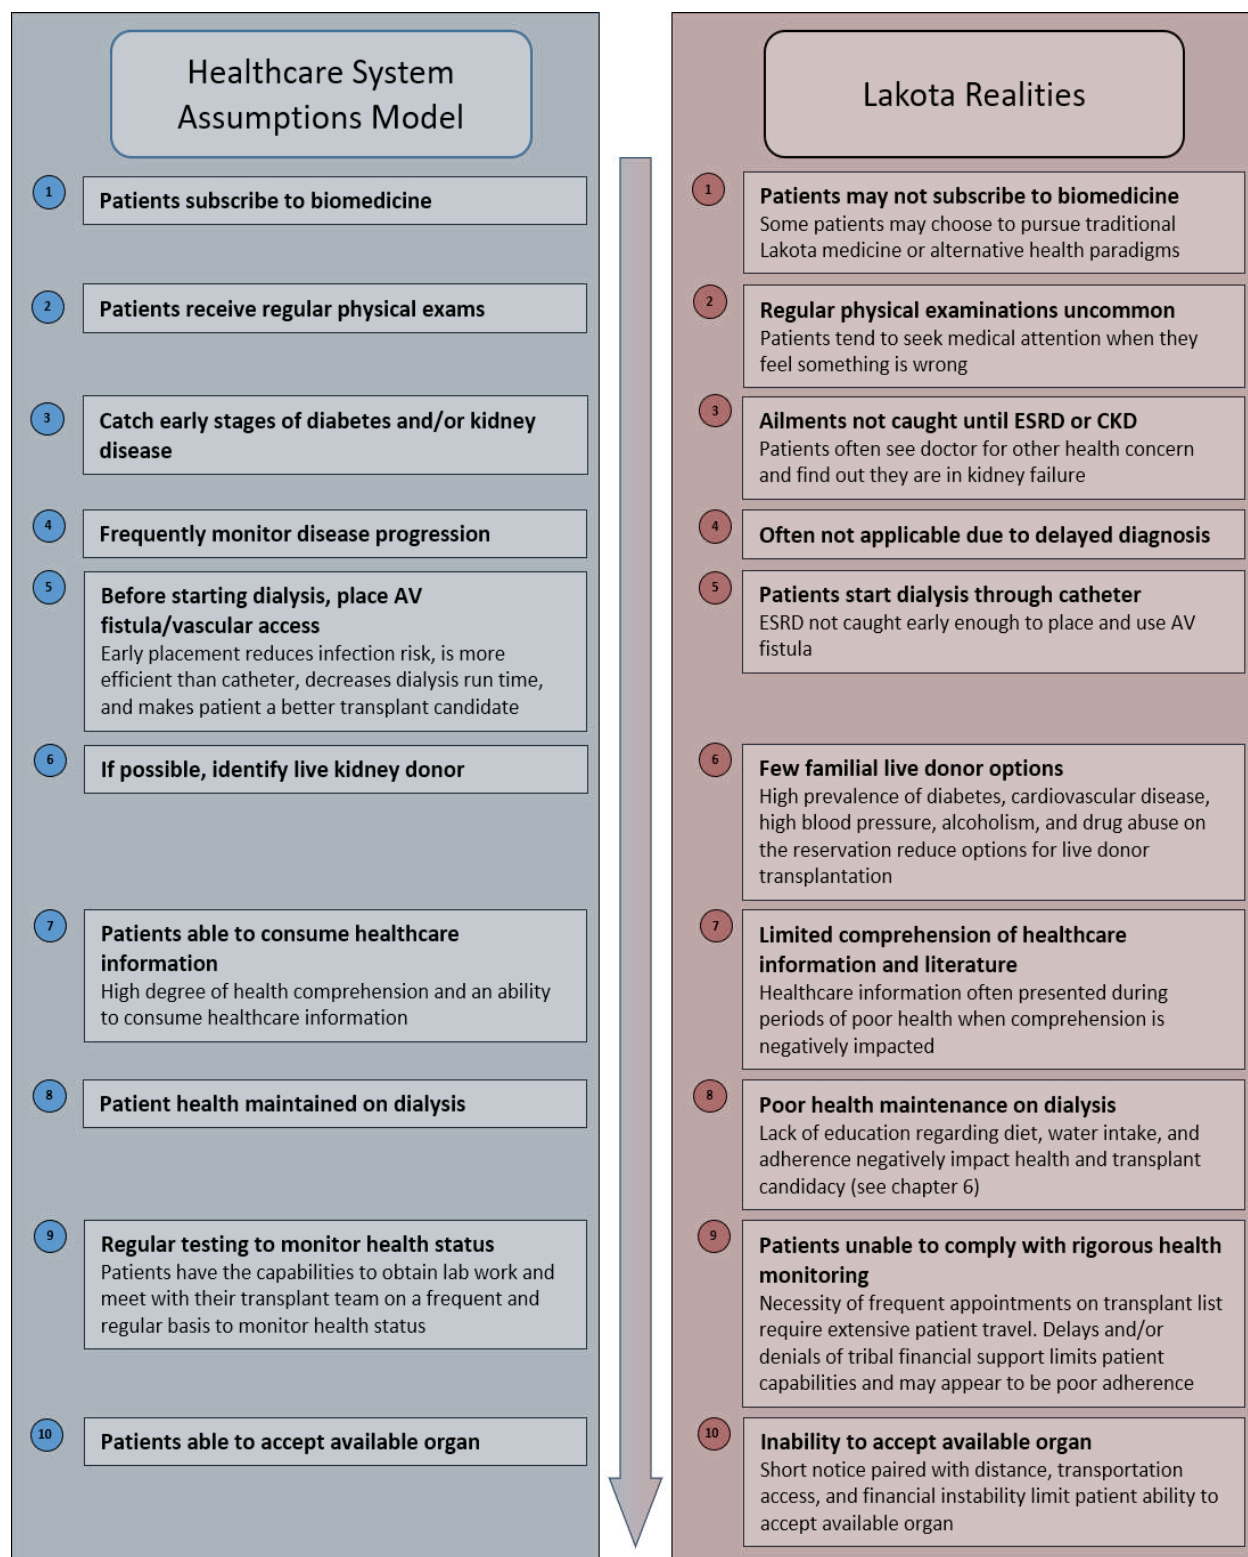 Healthcare System
Assumptions Model
1
Patients subscribe to biomedicine
2
Patients receive regular physical exams
3
Catch early stages of diabetes and/or kidney
disease
4
Frequently monitor disease progression
5
Before starting dialysis, place AV
fistula/vascular access
Early placement reduces infection risk, is more
efficient than catheter, decreases dialysis run time,
and makes patient a better transplant candidate
6
If possible, identify live kidney donor
7
Patients able to consume healthcare
information
High degree of health comprehension and an ability
to consume healthcare information
8
Patient health maintained on dialysis
9
Regular testing to monitor health status
Patients have the capabilities to obtain lab work and
meet with their transplant team on a frequent and
regular basis to monitor health status
10
Patients able to accept available organ
Lakota Realities
1
Patients may not subscribe to biomedicine
Some patients may choose to pursue traditional
Lakota medicine or alternative health paradigms
2
Regular physical examinations uncommon
Patients tend to seek medical attention when they
feel something is wrong
3
Ailments not caught until ESRD or CKD
Patients often see doctor for other health concern
and find out they are in kidney failure
4
Often not applicable due to delayed diagnosis
5
Patients start dialysis through catheter
ESRD not caught early enough to place and use AV
fistula
6
Few familial live donor options
High prevalence of diabetes, cardiovascular disease,
high blood pressure, alcoholism, and drug abuse on
the reservation reduce options for live donor
transplantation
7
Limited comprehension of healthcare
information and literature
Healthcare information often presented during
periods of poor health when comprehension is
negatively impacted
8
Poor health maintenance on dialysis
Lack of education regarding diet, water intake, and
adherence negatively impact health and transplant
candidacy (see chapter 6)
9
Patients unable to comply with rigorous health
monitoring
Necessity of frequent appointments on transplant list
require extensive patient travel. Delays and/or
denials of tribal financial support limits patient
capabilities and may appear to be poor adherence
10
Inability to accept available organ
Short notice paired with distance, transportation
access, and financial instability limit patient ability to
accept available organ